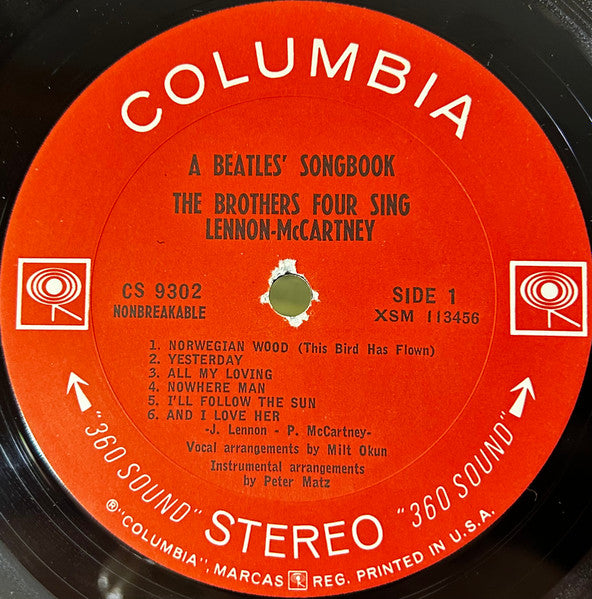 COLUMBIA
A BEATLES' SONGBOOK
THE BROTHERS FOUR SING
LENNON-McCARTNEY
CS 9302
NONBREAKABLE
SIDE 1
XSM 113456
1. NORWEGIAN WOOD (This Bird Has Flown)
2. YESTERDAY
3. ALL MY LOVING
4. NOWHERE MAN
5. I'LL FOLLOW THE SUN
6. AND I LOVE HER
-J. Lennon - P. McCartney-
Vocal arrangements by Milt Okun
Instrumental arrangements
by Peter Matz
"360 SOUND" STEREO "360 SOUND"
®"COLUMBIA", MARCAS REG. PRINTED IN U.S.A.